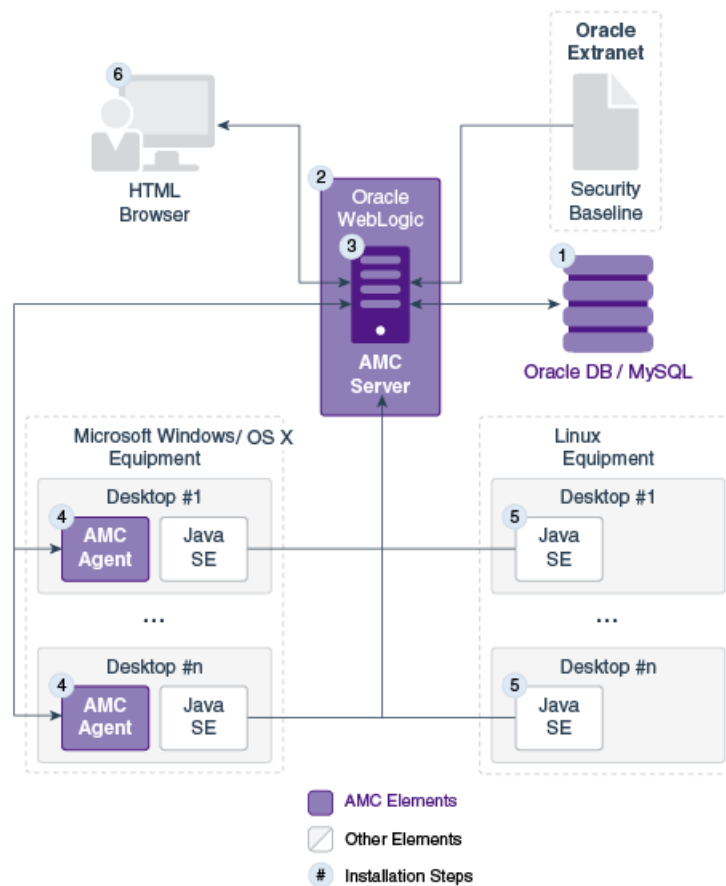 Oracle
Extranet
6
HTML
Browser
Security
Baseline
2
Oracle
WebLogic
3
AMC
Server
1
Oracle DB / MySQL
Microsoft Windows/ OS X
Equipment
Desktop #1
4
AMC
Agent
Java
SE
...
Desktop #n
4
AMC
Agent
Java
SE
Linux
Equipment
Desktop #1
5
Java
SE
...
Desktop #n
5
Java
SE
AMC Elements
Other Elements
# Installation Steps